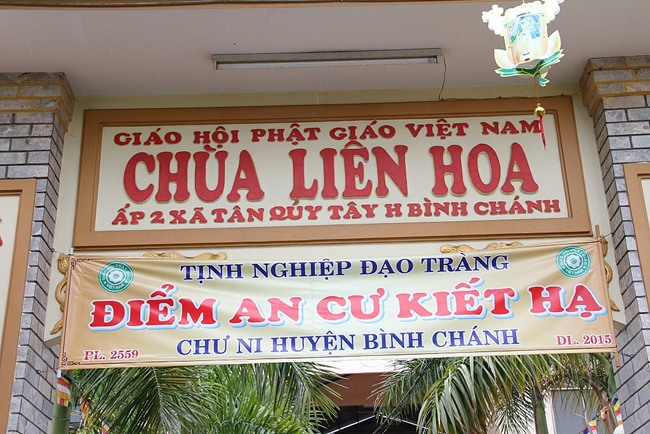 GIÁO HỘI PHẬT GIÁO VIỆT NAM
CHÙA LIÊN HOA
ẤP 2 XÃ TÂN QÚY TÂY H BÌNH CHÁNH
TỊNH NGHIỆP ĐẠO TRÀNG
ĐIỂM AN CƯ KIẾT HẠ
CHƯ NI HUYỆN BÌNH CHÁNH
PL. 2559
DL. 2015